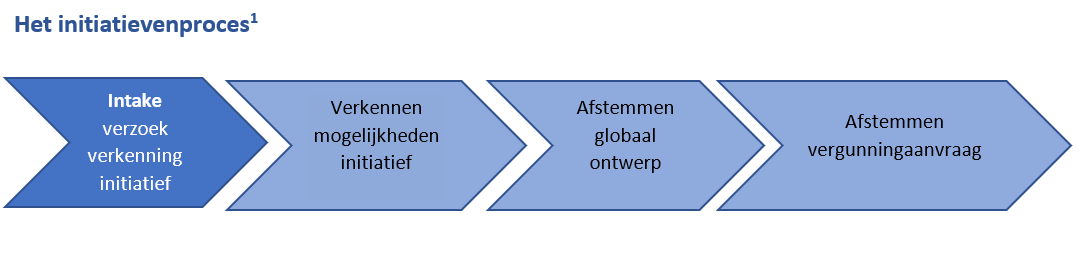 Het initiatievenproces1
Intake
verzoek
verkenning
initiatief
Verkennen
mogelijkheden
initiatief
Afstemmen
globaal
ontwerp
Afstemmen
vergunningaanvraag